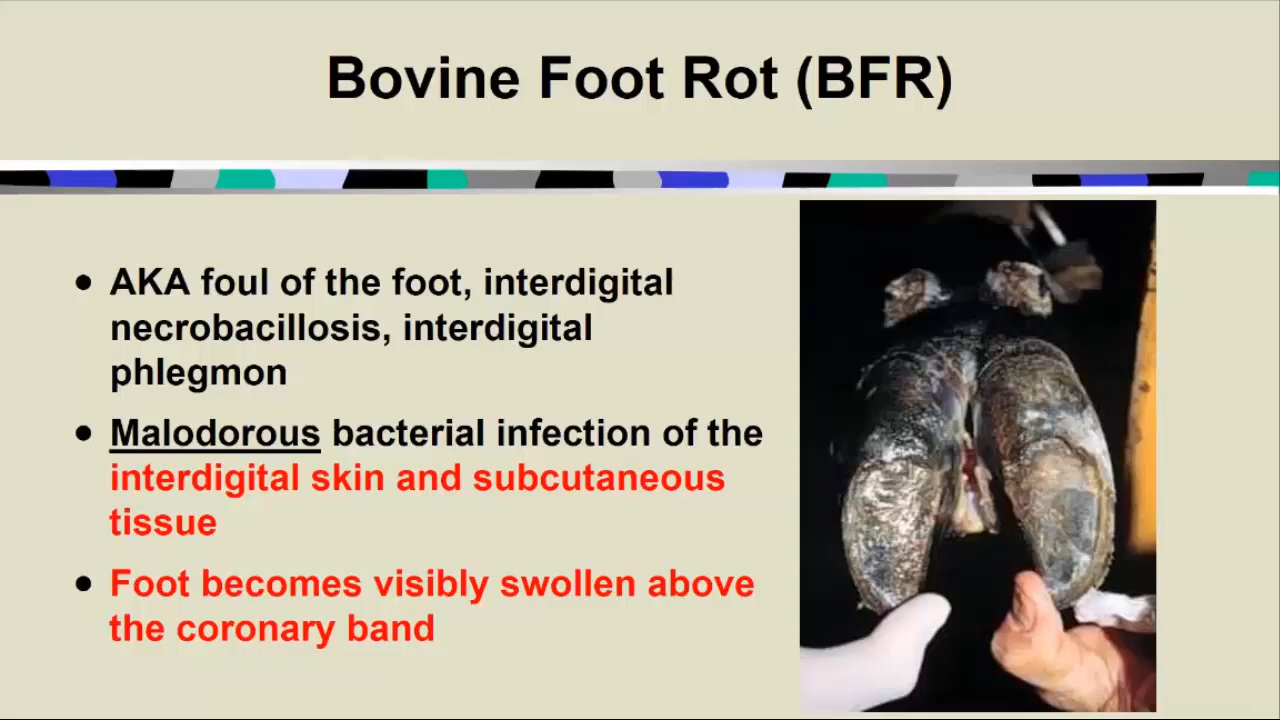 Bovine Foot Rot (BFR)
• AKA foul of the foot, interdigital
necrobacillosis, interdigital
phlegmon
• Malodorous bacterial infection of the
interdigital skin and subcutaneous
tissue
• Foot becomes visibly swollen above
the coronary band